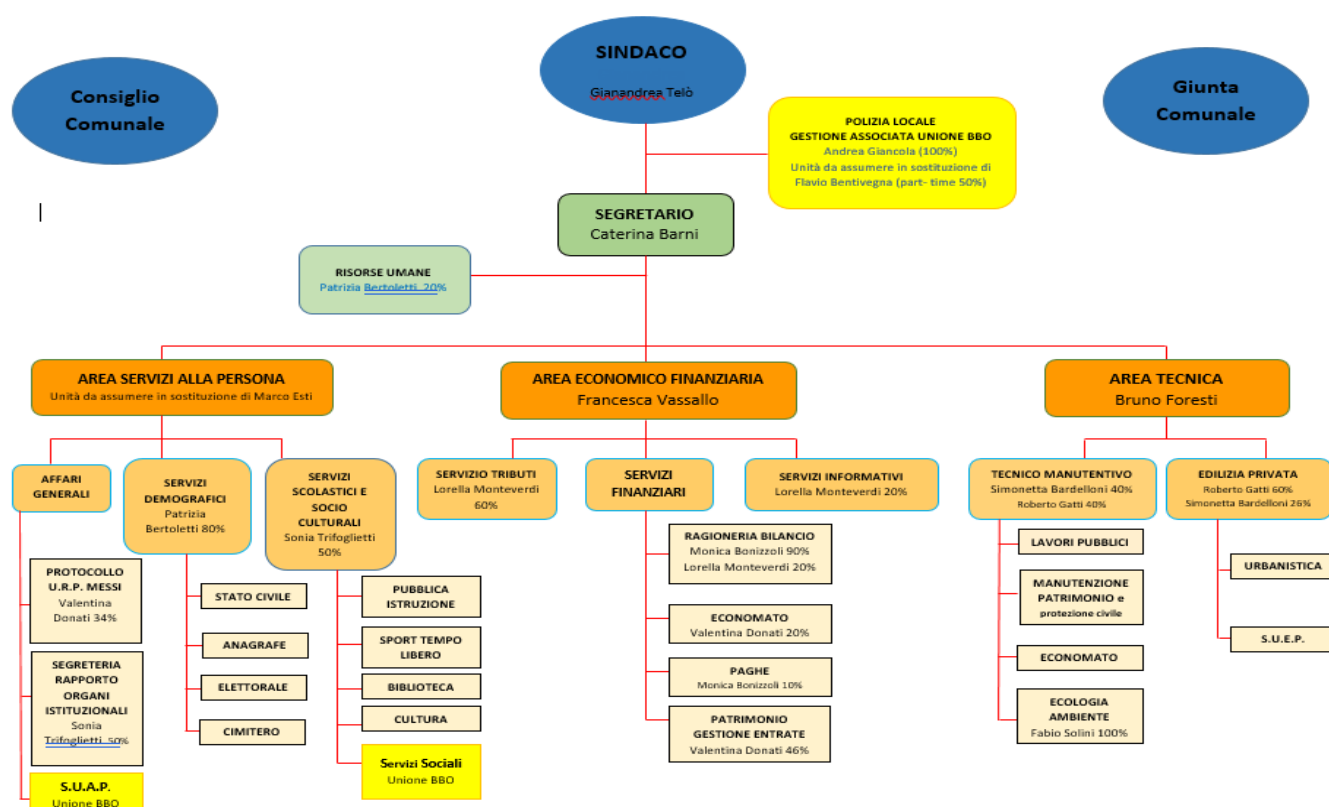 SINDACO
Gianandrea Telò
Consiglio
Comunale
Giunta
Comunale
POLIZIA LOCALE
GESTIONE ASSOCIATA UNIONE BBO
Andrea Giancola (100%)
Unità da assumere in sostituzione di
Flavio Bentivegna (part- time 50%)
SEGRETARIO
Caterina Barni
RISORSE UMANE
Patrizia Bertoletti 20%
AREA SERVIZI ALLA PERSONA
Unità da assumere in sostituzione di Marco Esti
AREA ECONOMICO FINANZIARIA
Francesca Vassallo
AREA TECNICA
Bruno Foresti
AFFARI
GENERALI
SERVIZI
DEMOGRAFICI
Patrizia
Bertoletti 80%
SERVIZI
SCOLASTICI E
SOCIO
CULTURALI
Sonia Trifoglietti
50%
SERVIZIO TRIBUTI
Lorella Monteverdi
60%
SERVIZI
FINANZIARI
SERVIZI INFORMATIVI
Lorella Monteverdi 20%
TECNICO MANUTENTIVO
Simonetta Bardelloni 40%
Roberto Gatti 40%
EDILIZIA PRIVATA
Roberto Gatti 60%
Simonetta Bardelloni 26%
PROTOCOLLO
U.R.P. MESSI
Valentina
Donati 34%
SEGRETERIA
RAPPORTO
ORGANI
ISTITUZIONALI
Sonia
Trifoglietti 50%
S.U.A.P.
Unione BBO
STATO CIVILE
ANAGRAFE
ELETTORALE
CIMITERO
PUBBLICA
ISTRUZIONE
SPORT TEMPO
LIBERO
BIBLIOTECA
CULTURA
Servizi Sociali
Unione BBO
RAGIONERIA BILANCIO
Monica Bonizzoli 90%
Lorella Monteverdi 20%
ECONOMATO
Valentina Donati 20%
PAGHE
Monica Bonizzoli 10%
PATRIMONIO
GESTIONE ENTRATE
Valentina Donati 46%
LAVORI PUBBLICI
MANUTENZIONE
PATRIMONIO e
protezione civile
ECONOMATO
ECOLOGIA
AMBIENTE
Fabio Solini 100%
URBANISTICA
S.U.E.P.